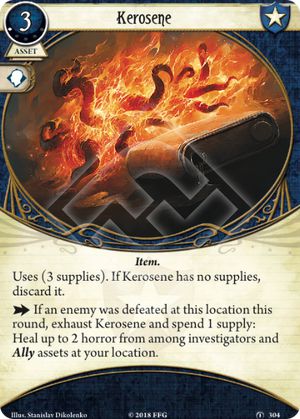 Kerosene
3
ASSET
Item.
Uses (3 supplies). If Kerosene has no supplies,
discard it.
If an enemy was defeated at this location this
round, exhaust Kerosene and spend 1 supply:
Heal up to 2 horror from among investigators and
Ally assets at your location.
Illus. Stanislav Dikolenko
© 2018 FFG
304